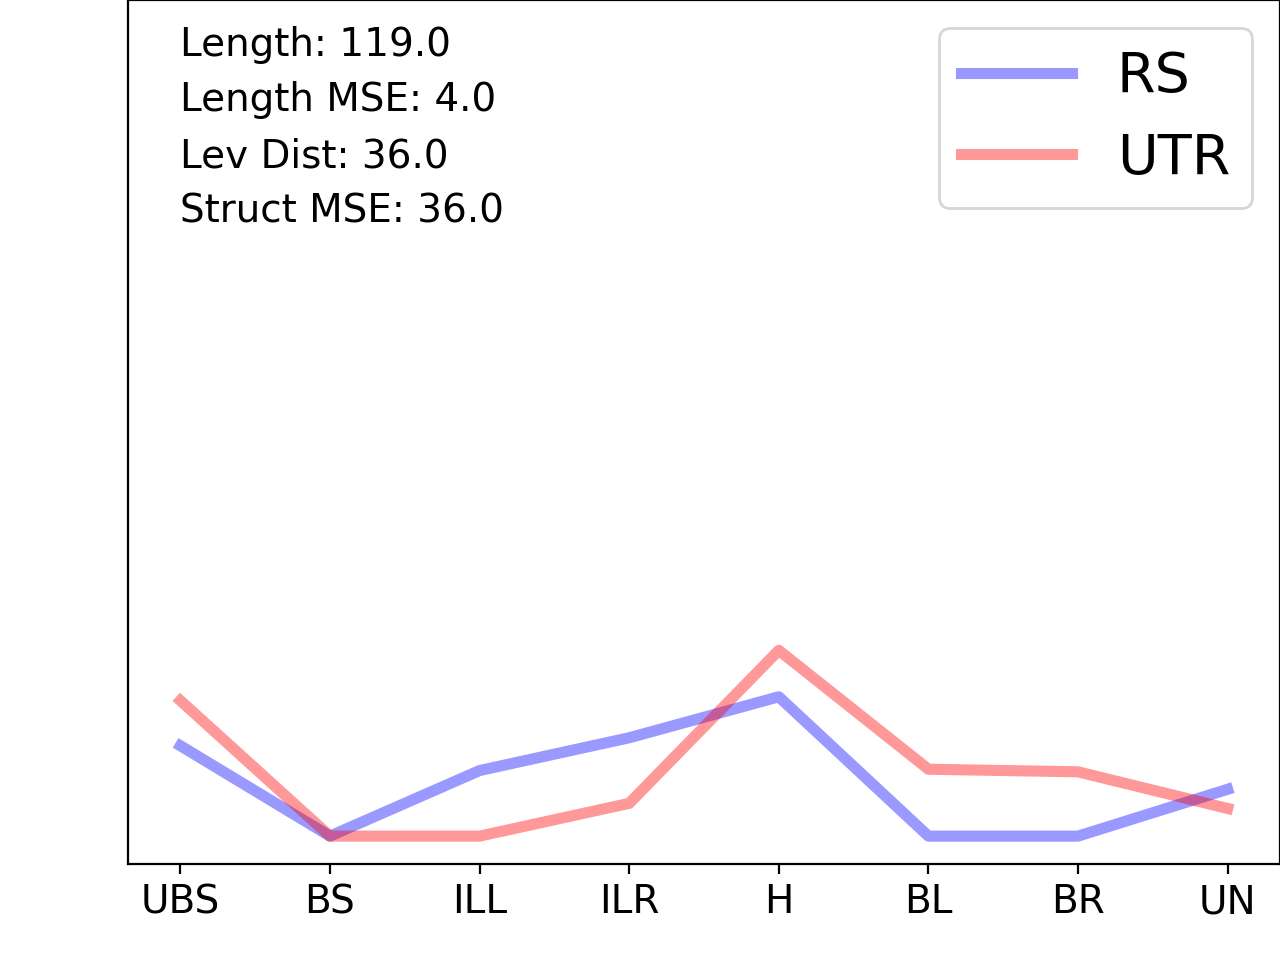 Length: 119.0
Length MSE: 4.0
Lev Dist: 36.0
Struct MSE: 36.0
RS
UTR
UBS BS ILL ILR H BL BR UN